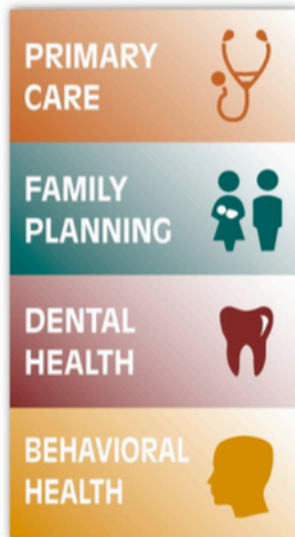 PRIMARY
CARE
FAMILY
PLANNING
DENTAL
HEALTH
BEHAVIORAL
HEALTH